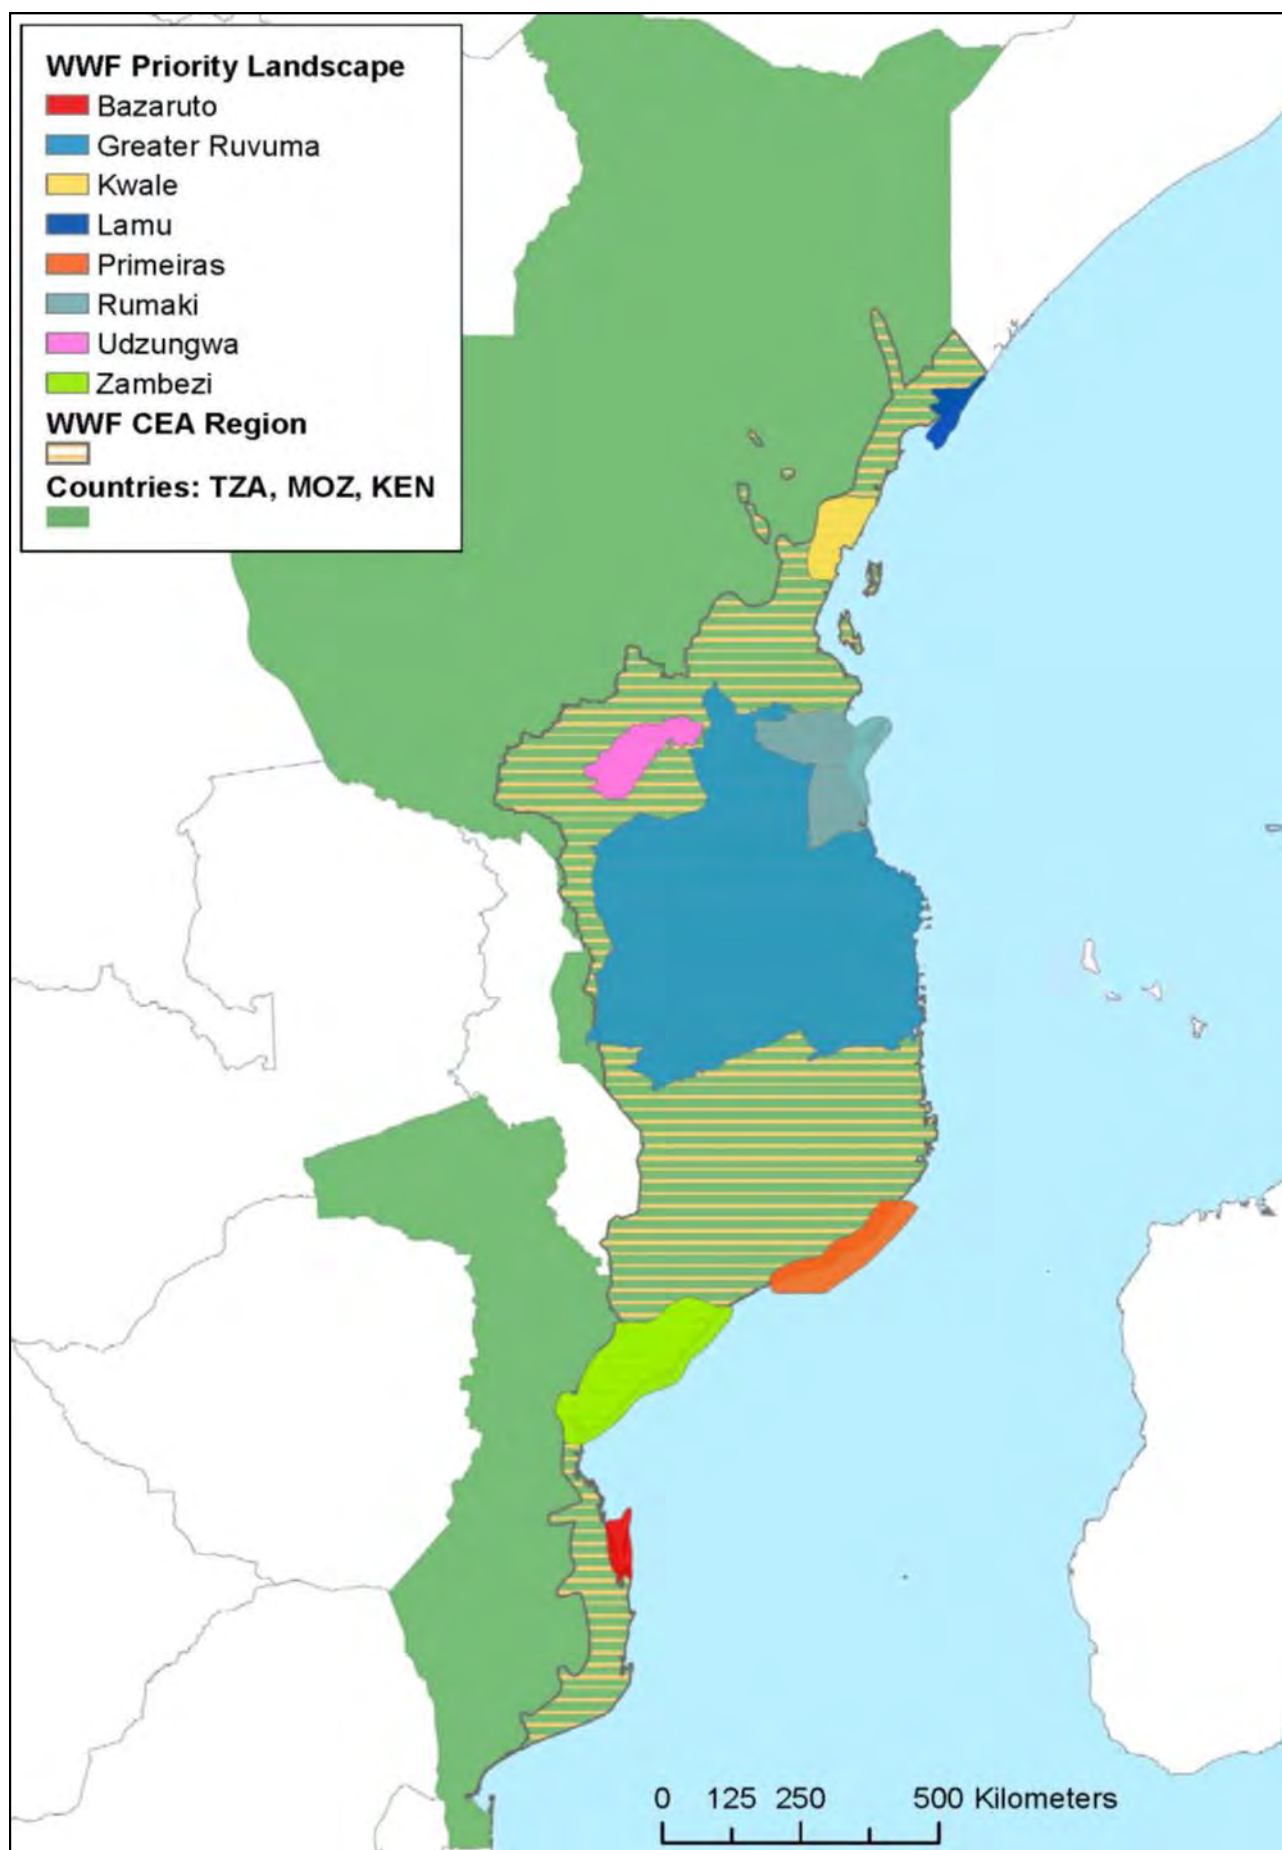 WWF Priority Landscape
Bazaruto
Greater Ruvuma
Kwale
Lamu
Primeiras
Rumaki
Udzungwa
Zambezi
WWF CEA Region
Countries: TZA, MOZ, KEN
0 125 250 500 Kilometers